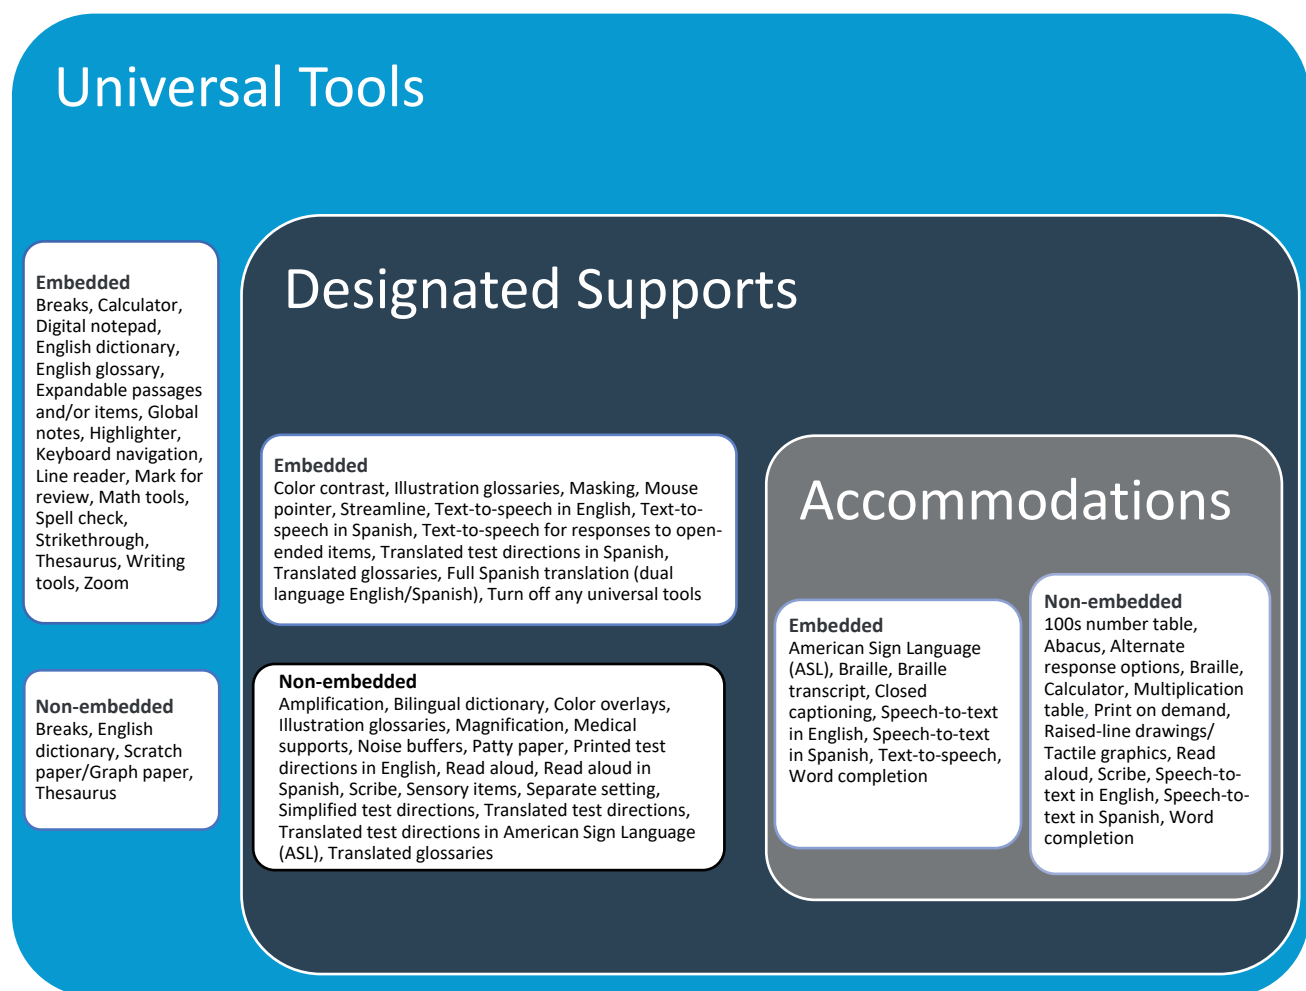 Universal Tools
Embedded
Breaks, Calculator,
Digital notepad,
English dictionary,
English glossary,
Expandable passages
and/or items, Global
notes, Highlighter,
Keyboard navigation,
Line reader, Mark for
review, Math tools,
Spell check,
Strikethrough,
Thesaurus, Writing
tools, Zoom
Non-embedded
Breaks, English
dictionary, Scratch
paper/Graph paper,
Thesaurus
Designated Supports
Embedded
Color contrast, Illustration glossaries, Masking, Mouse
pointer, Streamline, Text-to-speech in English, Text-to-
speech in Spanish, Text-to-speech for responses to open-
ended items, Translated test directions in Spanish,
Translated glossaries, Full Spanish translation (dual
language English/Spanish), Turn off any universal tools
Non-embedded
Amplification, Bilingual dictionary, Color overlays,
Illustration glossaries, Magnification, Medical
supports, Noise buffers, Patty paper, Printed test
directions in English, Read aloud, Read aloud in
Spanish, Scribe, Sensory items, Separate setting,
Simplified test directions, Translated test directions,
Translated test directions in American Sign Language
(ASL), Translated glossaries
Accommodations
Embedded
American Sign Language
(ASL), Braille, Braille
transcript, Closed
captioning, Speech-to-text
in English, Speech-to-text
in Spanish, Text-to-speech,
Word completion
Non-embedded
100s number table,
Abacus, Alternate
response options, Braille,
Calculator, Multiplication
table, Print on demand,
Raised-line drawings/
Tactile graphics, Read
aloud, Scribe, Speech-to-
text in English, Speech-to-
text in Spanish, Word
completion